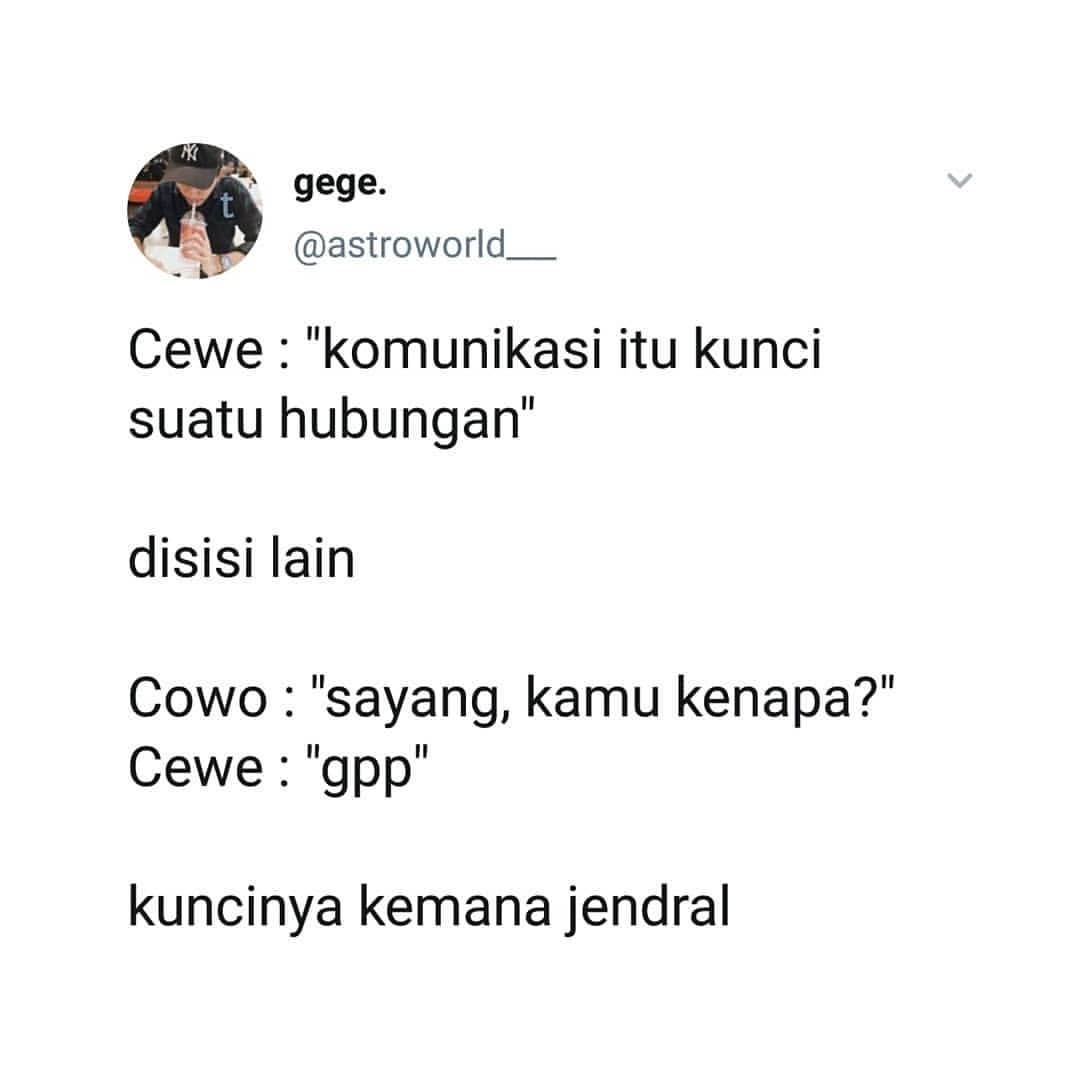 gege.
@astroworld___
Cewe : "komunikasi itu kunci
suatu hubungan"
disisi lain
Cowo : "sayang, kamu kenapa?"
Cewe : "gpp"
kuncinya kemana jendral